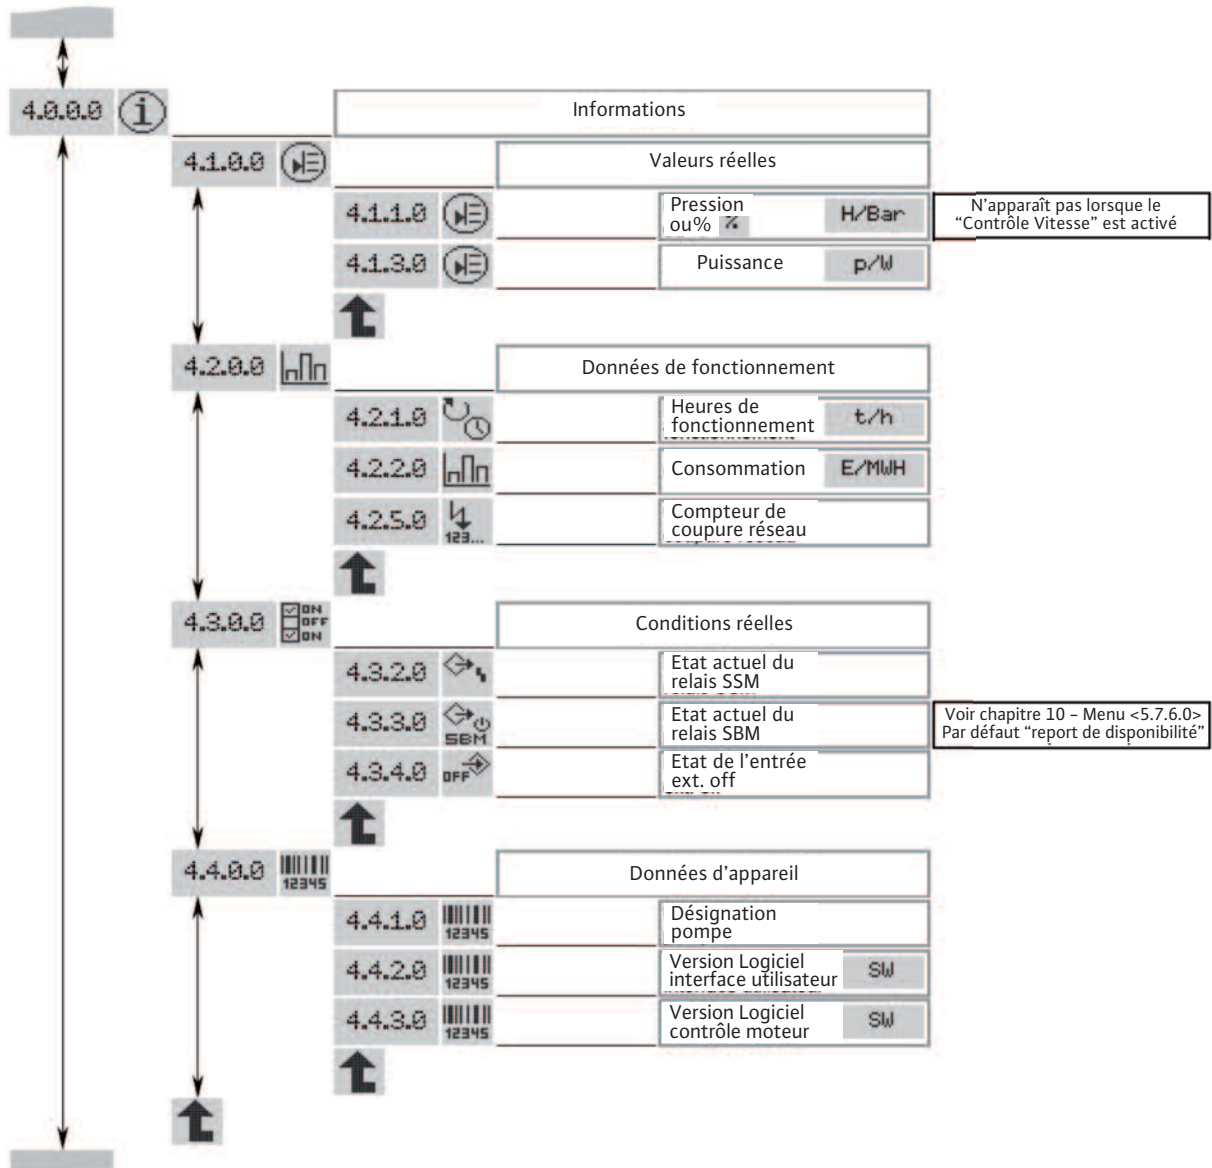 4.0.0.0 i Informations
4.1.0.0 Valeurs réelles
4.1.1.0 Pression
ou% % H/Bar
N'apparaît pas lorsque le
“Contrôle Vitesse” est activé
4.1.3.0 Puissance p/W
4.2.0.0 Données de fonctionnement
4.2.1.0 Heures de
fonctionnement t/h
4.2.2.0 Consommation E/MWH
4.2.5.0 123... Compteur de
coupure réseau
4.3.0.0 ON
OFF
ON
Conditions réelles
4.3.2.0 Etat actuel du
relais SSM
4.3.3.0 SBM Etat actuel du
relais SBM
Voir chapitre 10 – Menu <5.7.6.0>
Par défaut “report de disponibilité”
4.3.4.0 OFF Etat de l'entrée
ext. off
4.4.0.0 12345 Données d'appareil
4.4.1.0 12345 Désignation
pompe
4.4.2.0 12345 Version Logiciel
interface utilisateur SW
4.4.3.0 12345 Version Logiciel
contrôle moteur SW